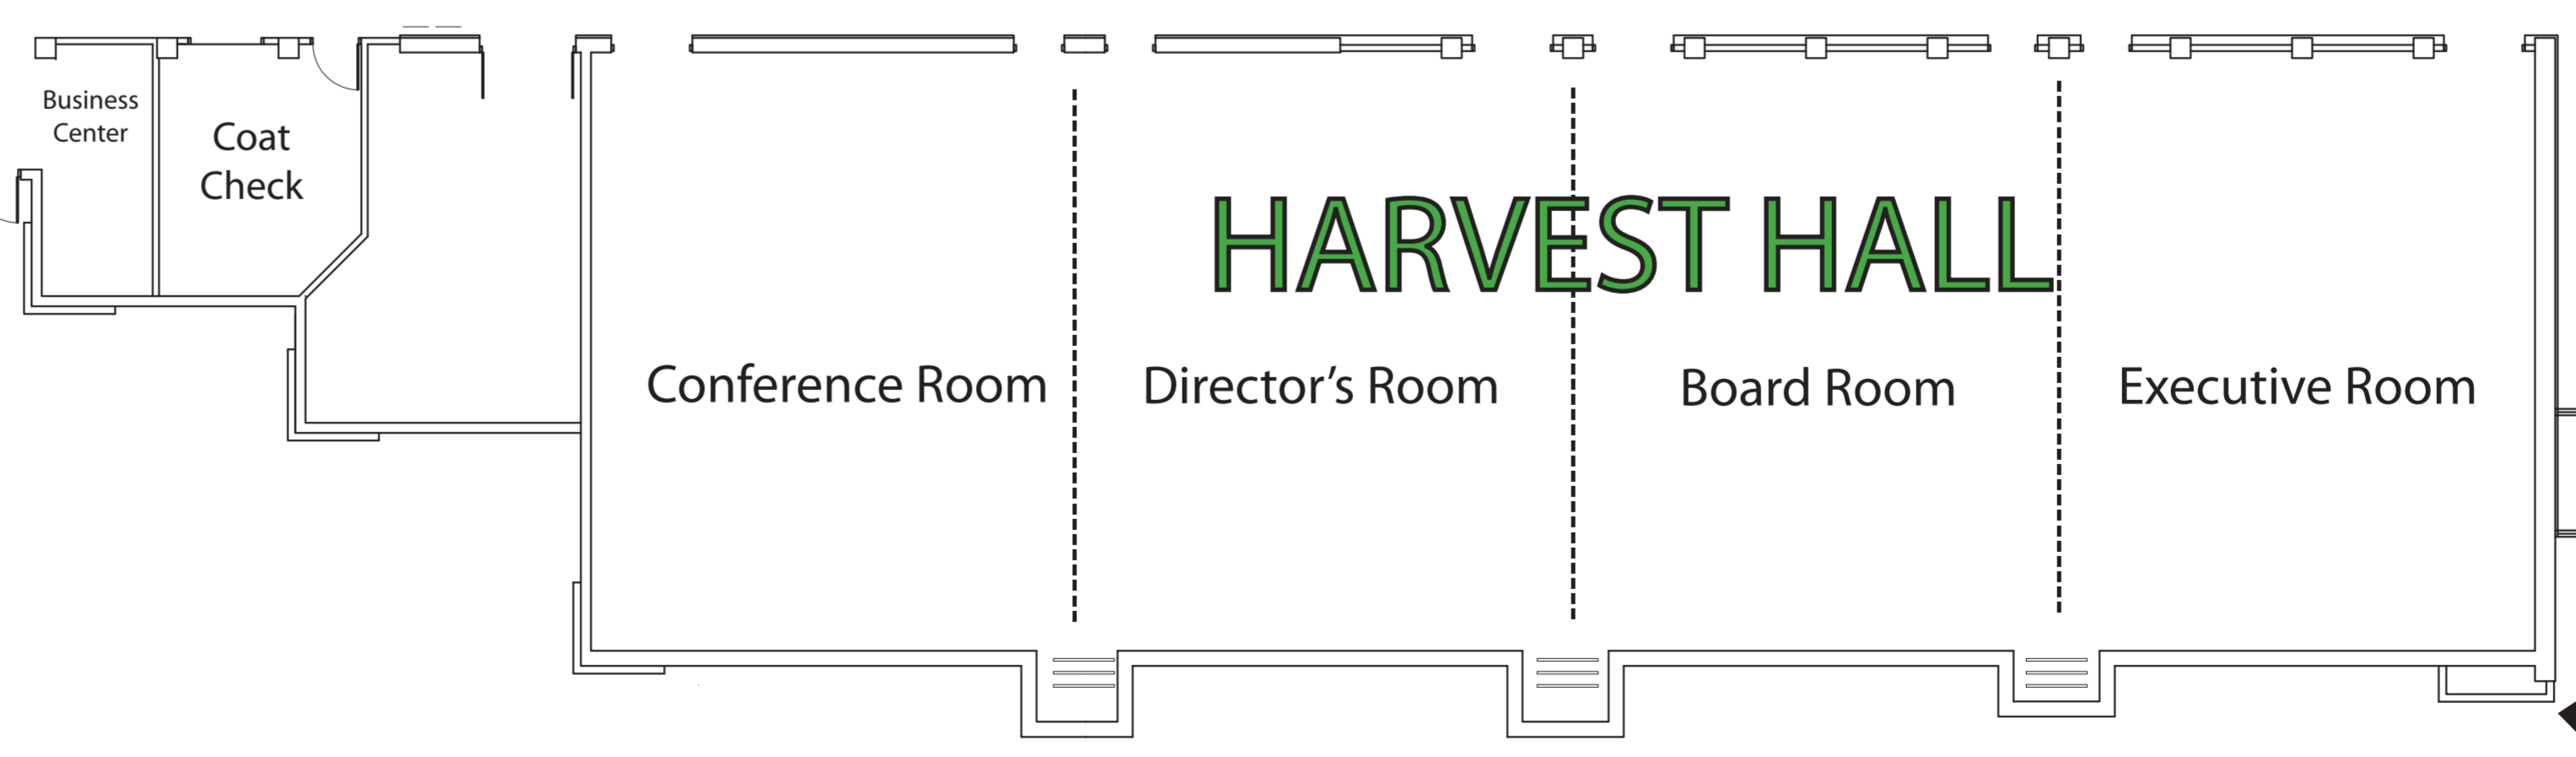 Business
Center
Coat
Check
HARVEST HALL
Conference Room
Director’s Room
Board Room
Executive Room